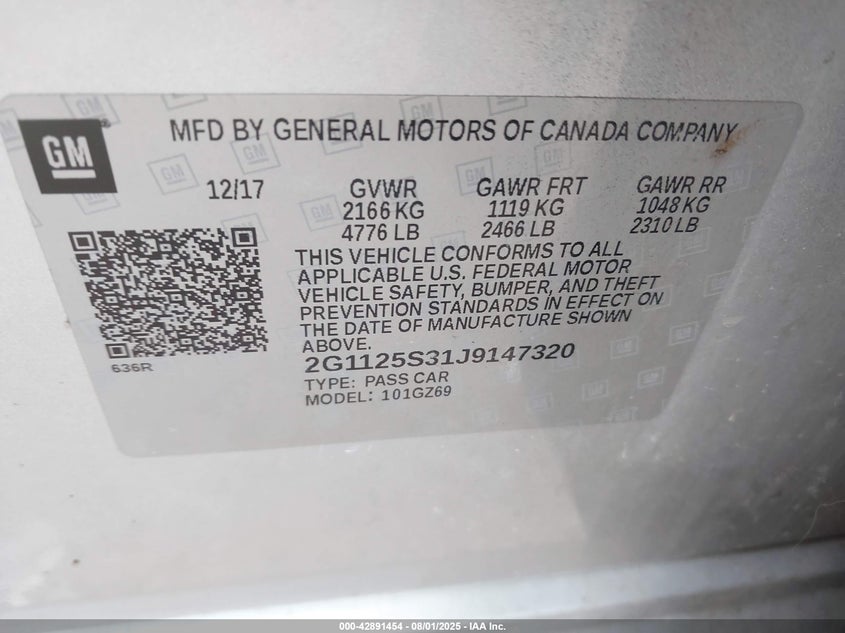 GM
MFD BY GENERAL MOTORS OF CANADA COMPANY
12/17 GVWR GAWR FRT GAWR RR
2166 KG 1119 KG 1048 KG
4776 LB 2466 LB 2310 LB
THIS VEHICLE CONFORMS TO ALL
APPLICABLE U.S. FEDERAL MOTOR
VEHICLE SAFETY, BUMPER, AND THEFT
PREVENTION STANDARDS IN EFFECT ON
THE DATE OF MANUFACTURE SHOWN
ABOVE.
636R
2G1125S31J9147320
TYPE: PASS CAR
MODEL: 101GZ69
000-42891454 - 08/01/2025 - IAA Inc.